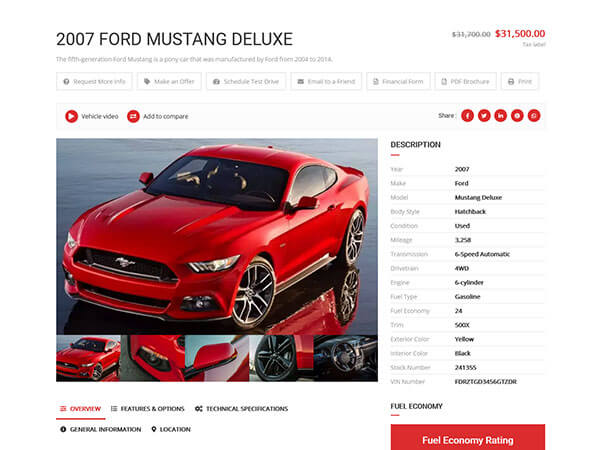 2007 FORD MUSTANG DELUXE
$31,700.00 $31,500.00
Tax label
The fifth-generation Ford Mustang is a pony car that was manufactured by Ford from 2004 to 2014.
Request More Info
Make an Offer
Schedule Test Drive
Email to a Friend
Financial Form
PDF Brochure
Print
Vehicle video
Add to compare
Share :
DESCRIPTION
Year 2007
Make Ford
Model Mustang Deluxe
Body Style Hatchback
Condition Used
Mileage 3,258
Transmission 6-Speed Automatic
Drivetrain 4WD
Engine 6-cylinder
Fuel Type Gasoline
Fuel Economy 24
Trim 500X
Exterior Color Yellow
Interior Color Black
Stock Number 241355
VIN Number FDRZTGD3456GTZDR
OVERVIEW
FEATURES & OPTIONS
TECHNICAL SPECIFICATIONS
GENERAL INFORMATION
LOCATION
FUEL ECONOMY
Fuel Economy Rating